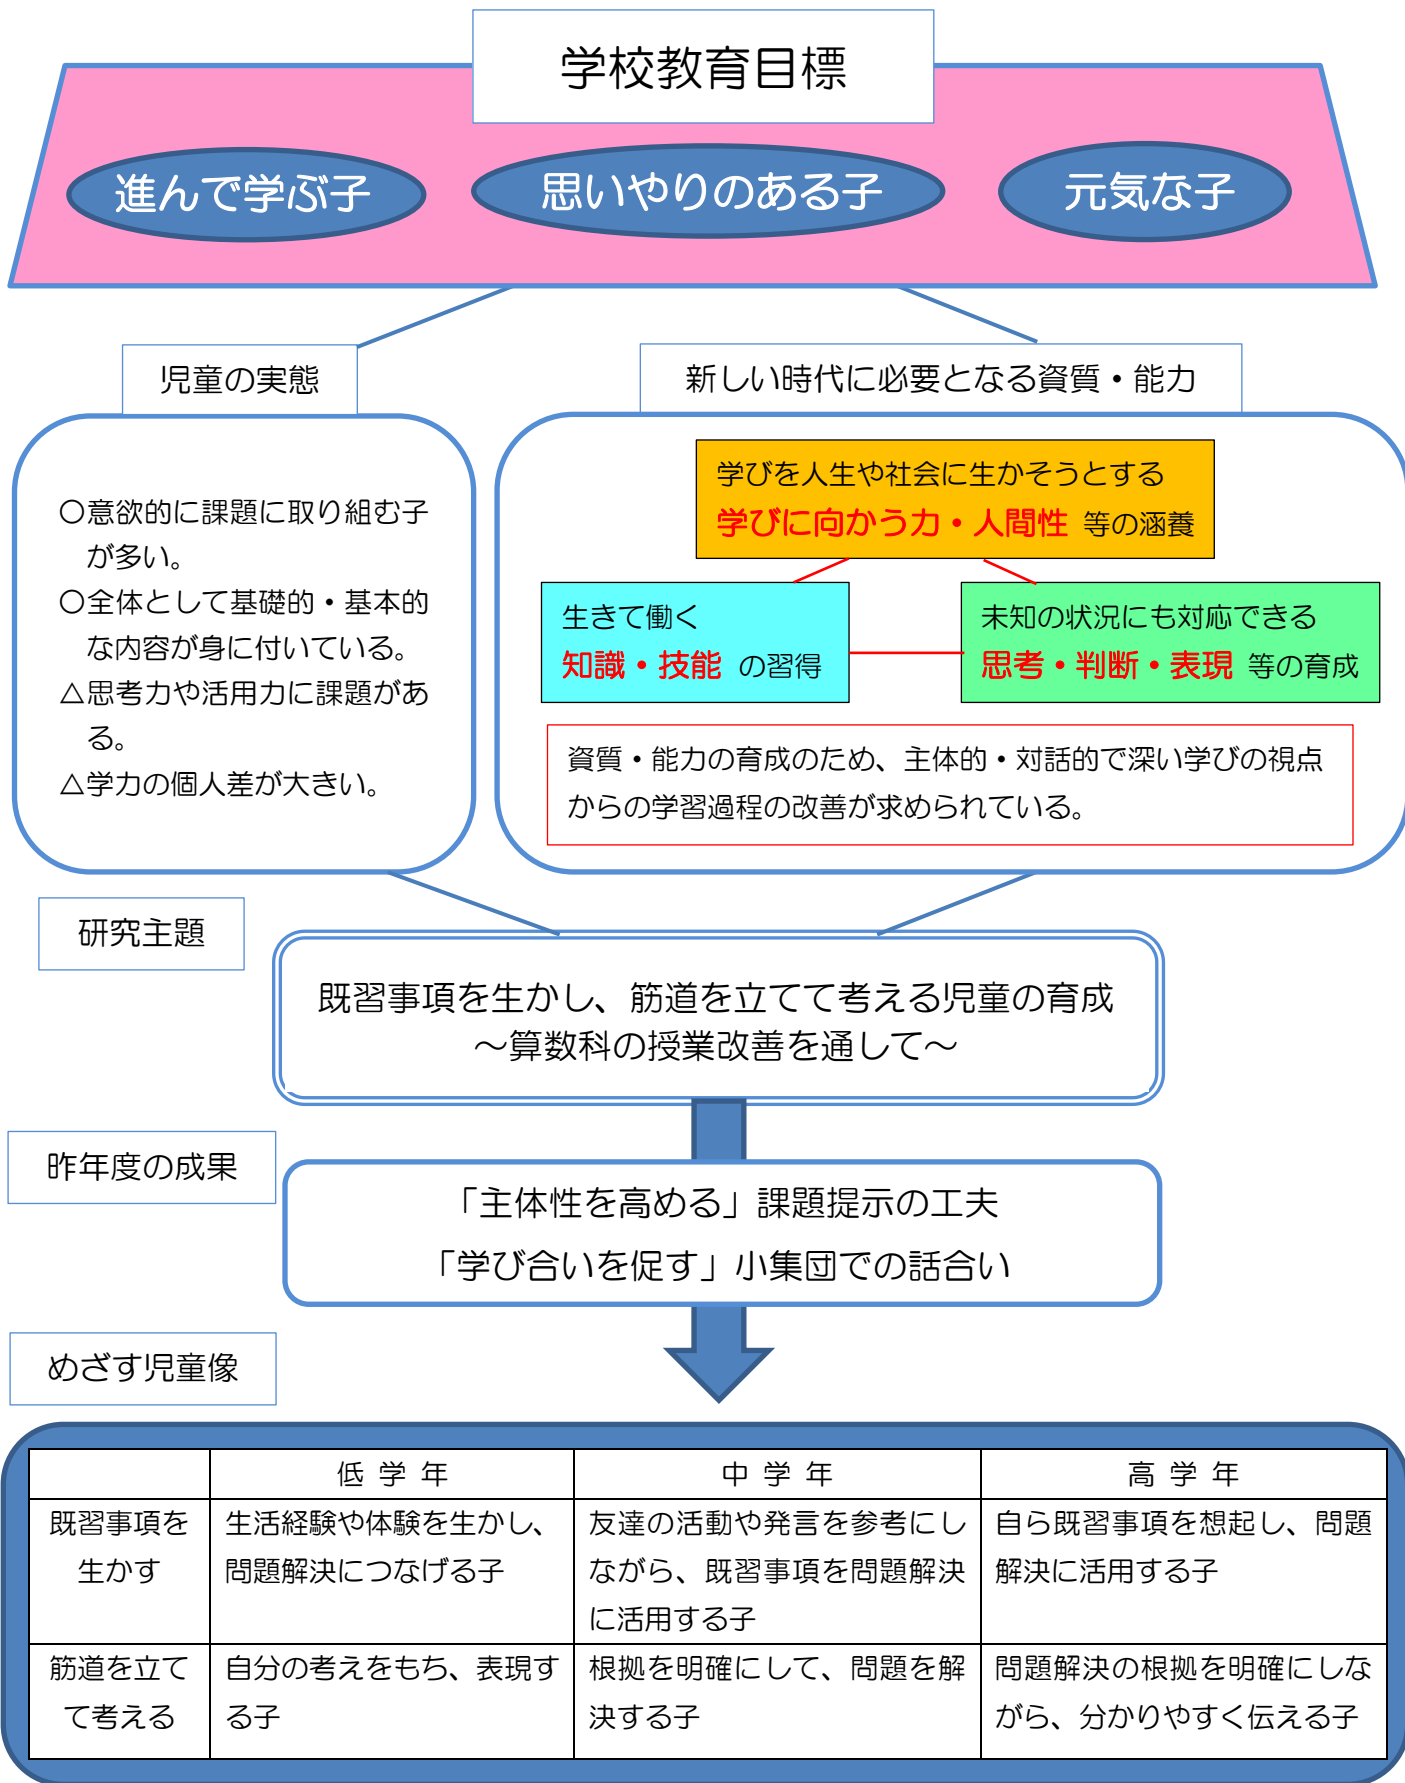 学校教育目標
進んで学ぶ子
思いやりのある子
元気な子
児童の実態
〇意欲的に課題に取り組む子
が多い。
〇全体として基礎的・基本的
な内容が身に付いている。
△思考力や活用力に課題があ
る。
△学力の個人差が大きい。
新しい時代に必要となる資質・能力
学びを人生や社会に生かそうとする
学びに向かう力・人間性 等の涵養
生きて働く
知識・技能 の習得
未知の状況にも対応できる
思考・判断・表現 等の育成
資質・能力の育成のため、主体的・対話的で深い学びの視点
からの学習過程の改善が求められている。
研究主題
既習事項を生かし、筋道を立てて考える児童の育成
～算数科の授業改善を通して～
昨年度の成果
「主体性を高める」課題提示の工夫
「学び合いを促す」小集団での話合い
めざす児童像
低 学 年
中 学 年
高 学 年
既習事項を
生かす
生活経験や体験を生かし、
問題解決につなげる子
友達の活動や発言を参考にし
ながら、既習事項を問題解決
に活用する子
自ら既習事項を想起し、問題
解決に活用する子
筋道を立て
て考える
自分の考えをもち、表現す
る子
根拠を明確にして、問題を解
決する子
問題解決の根拠を明確にしな
がら、分かりやすく伝える子